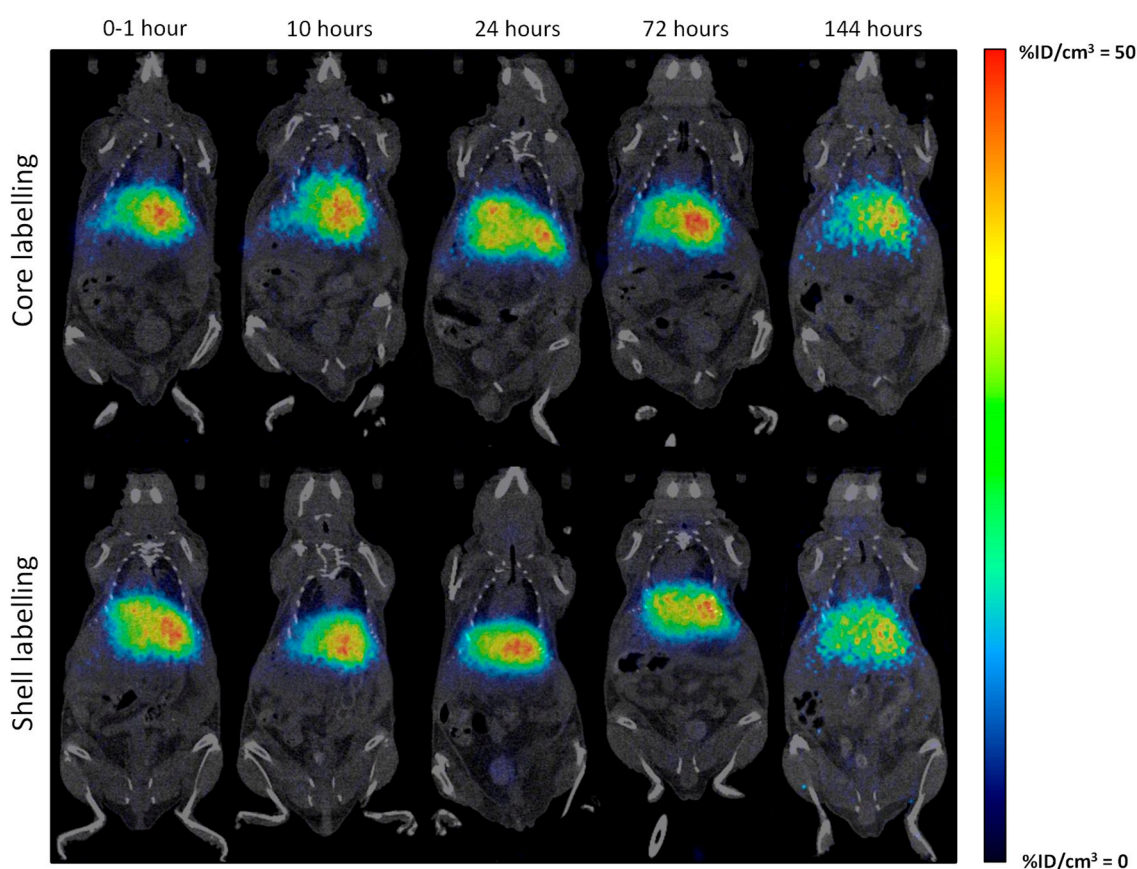 0-1 hour
10 hours
24 hours
72 hours
144 hours
%ID/cm³ = 50
Core labelling
Shell labelling
%ID/cm³ = 0